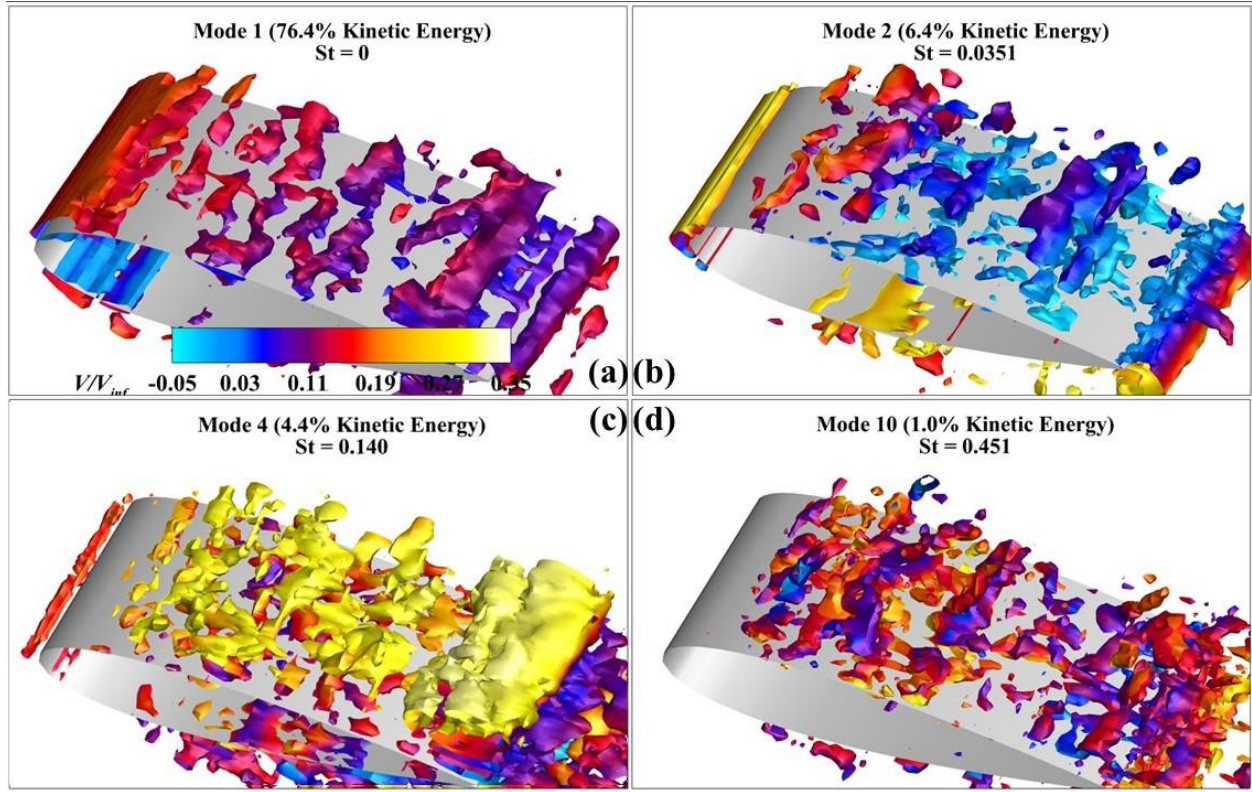 Mode 1 (76.4% Kinetic Energy)
St = 0
Mode 2 (6.4% Kinetic Energy)
St = 0.0351
V/Vinf -0.05 0.03 0.11 0.19 0.27 0.35
(a) (b)
Mode 4 (4.4% Kinetic Energy)
St = 0.140
(c) (d)
Mode 10 (1.0% Kinetic Energy)
St = 0.451